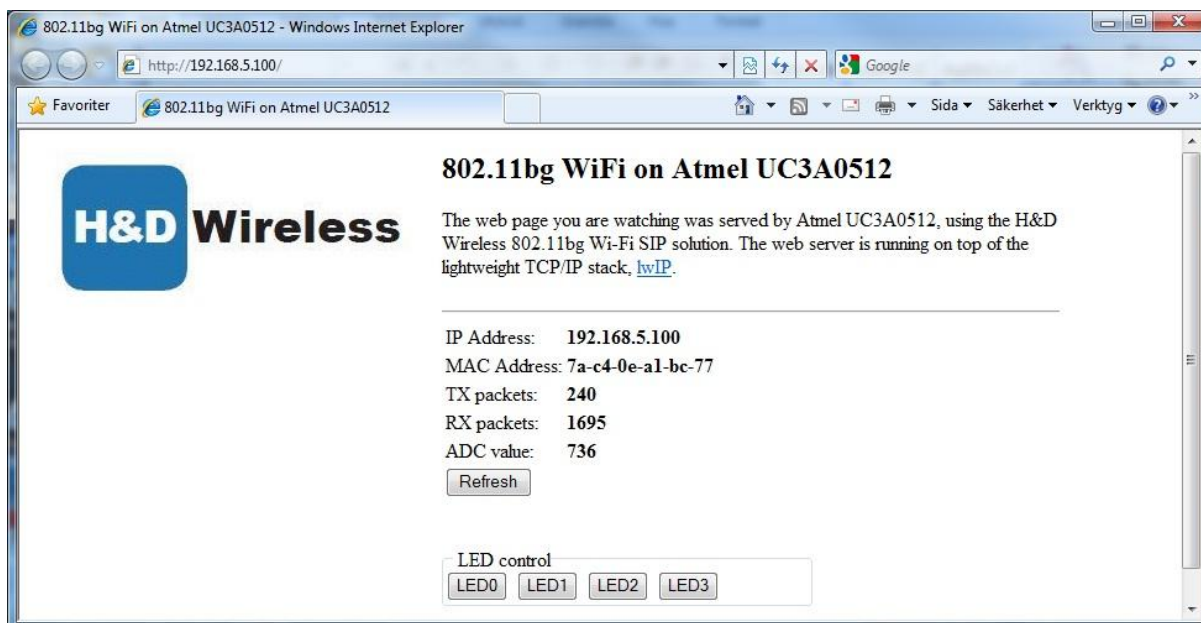 802.11bg WiFi on Atmel UC3A0512 - Windows Internet Explorer
http://192.168.5.100/
Google
Favoriter
802.11bg WiFi on Atmel UC3A0512
Sida
Säkerhet
Verktyg
H&D Wireless
802.11bg WiFi on Atmel UC3A0512
The web page you are watching was served by Atmel UC3A0512, using the H&D
Wireless 802.11bg Wi-Fi SIP solution. The web server is running on top of the
lightweight TCP/IP stack, lwIP.
IP Address: 192.168.5.100
MAC Address: 7a-c4-0e-a1-bc-77
TX packets: 240
RX packets: 1695
ADC value: 736
Refresh
LED control
LED0 LED1 LED2 LED3